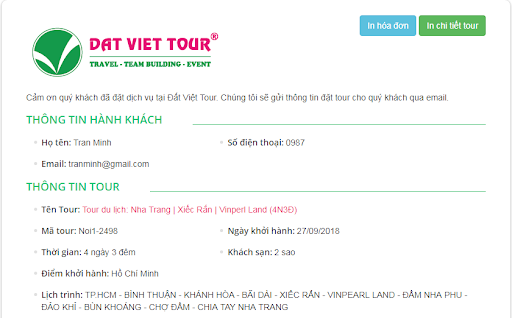 In hóa đơn
In chi tiết tour
DAT VIET TOUR®
TRAVEL - TEAM BUILDING - EVENT
Cảm ơn quý khách đã đặt dịch vụ tại Đất Việt Tour. Chúng tôi sẽ gửi thông tin đặt tour cho quý khách qua email.
THÔNG TIN HÀNH KHÁCH
Họ tên: Tran Minh
Số điện thoại: 0987
Email: tranminh@gmail.com
THÔNG TIN TOUR
Tên Tour: Tour du lịch: Nha Trang | Xiếc Rắn | Vinperl Land (4N3Đ)
Mã tour: Noi1-2498
Ngày khởi hành: 27/09/2018
Thời gian: 4 ngày 3 đêm
Khách sạn: 2 sao
Điểm khởi hành: Hồ Chí Minh
Lịch trình: TP.HCM - BÌNH THUẬN - KHÁNH HÒA - BÃI DÀI - XIẾC RẮN - VINPEARL LAND - ĐẦM NHA PHU -
ĐẢO KHỈ - BÙN KHOÁNG - CHỢ ĐẦM - CHIA TAY NHA TRANG